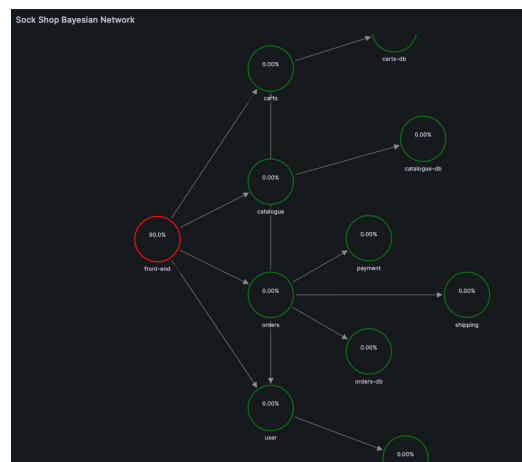 Sock Shop Bayesian Network
carts-db
0.00%
carts
0.00%
catalogue-db
0.00%
catalogue
90.0%
front-end
0.00%
payment
0.00%
orders
0.00%
shipping
0.00%
orders-db
0.00%
user
0.00%